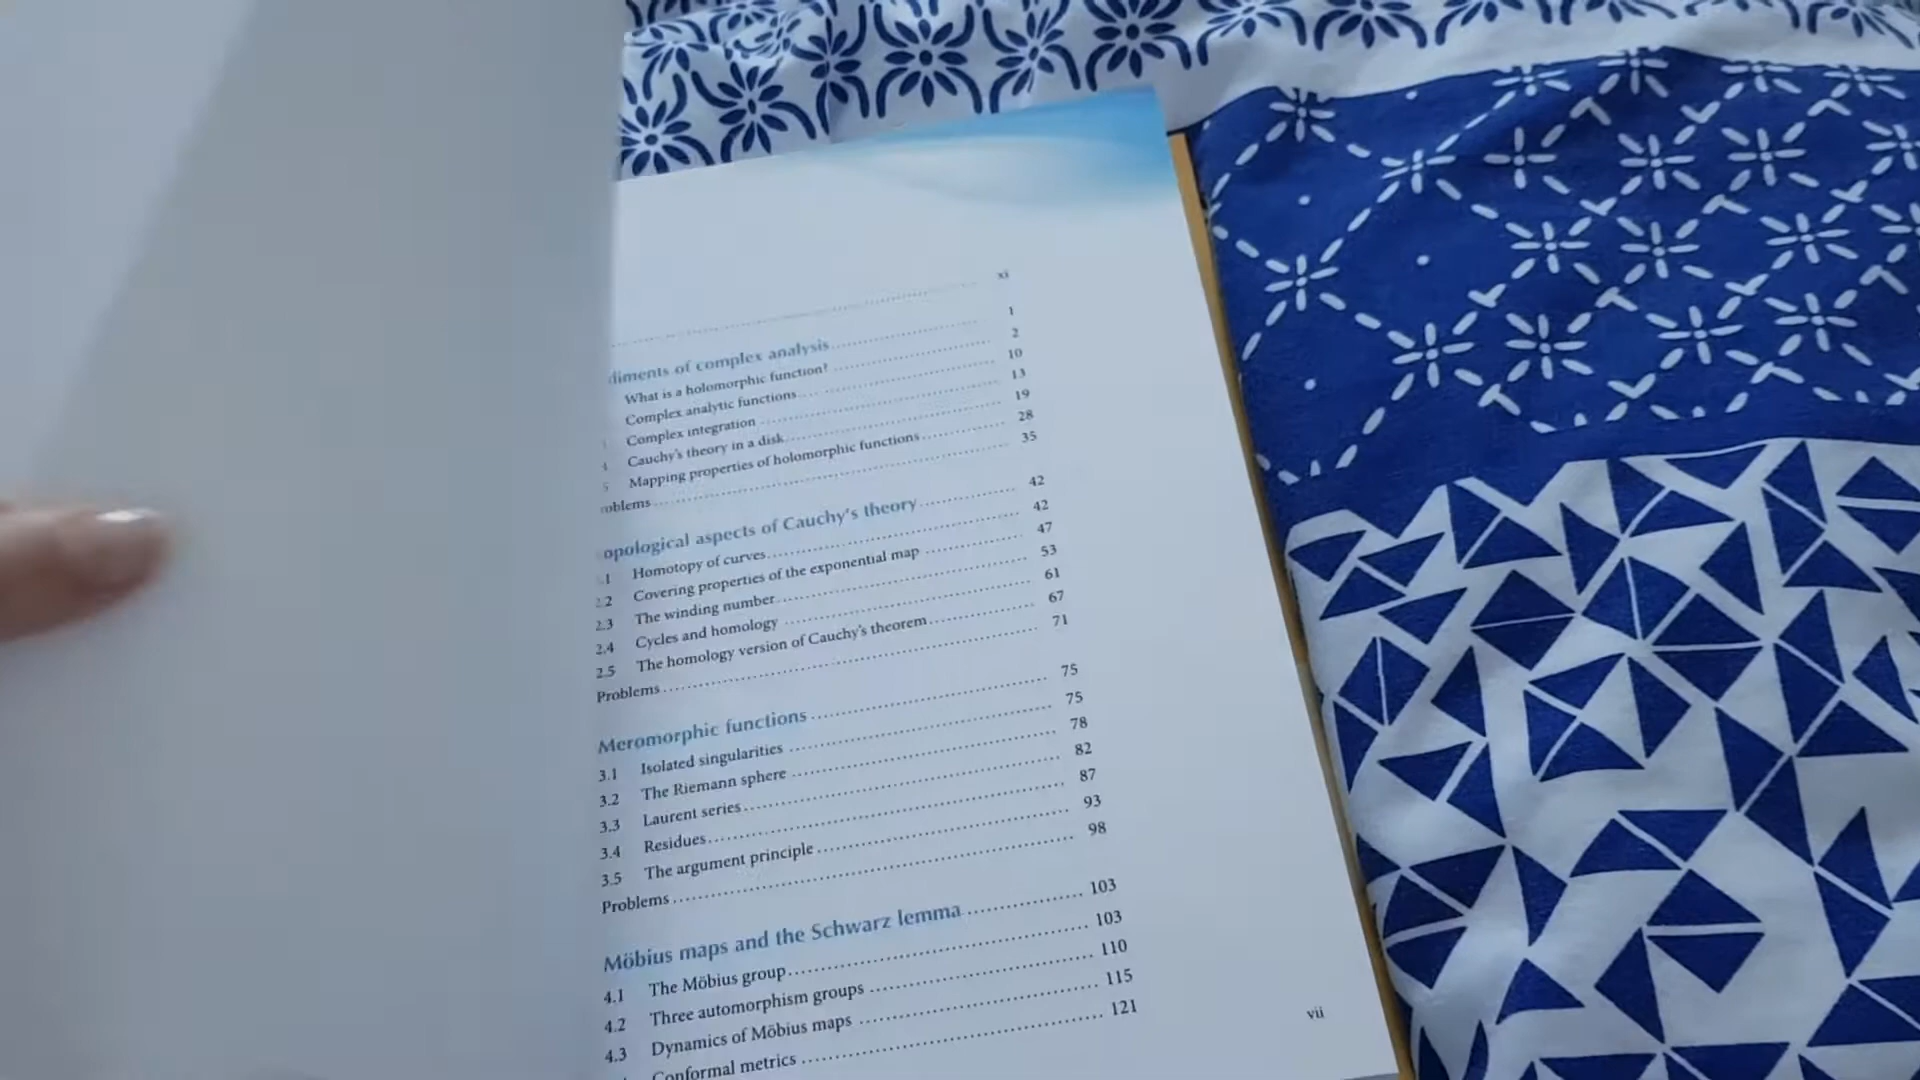 xi
diments of complex analysis 1
What is a holomorphic function? 2
Complex analytic functions 10
Complex integration 13
4 Cauchy's theory in a disk 19
5 Mapping properties of holomorphic functions 28
oblems 35
opological aspects of Cauchy's theory 42
.1 Homotopy of curves 42
2.2 Covering properties of the exponential map 47
2.3 The winding number 53
2.4 Cycles and homology 61
2.5 The homology version of Cauchy's theorem 67
Problems 71
Meromorphic functions 75
3.1 Isolated singularities 75
3.2 The Riemann sphere 78
3.3 Laurent series 82
3.4 Residues 87
3.5 The argument principle 93
Problems 98
Möbius maps and the Schwarz lemma 103
4.1 The Möbius group 103
4.2 Three automorphism groups 110
4.3 Dynamics of Möbius maps 115
Conformal metrics 121
vii